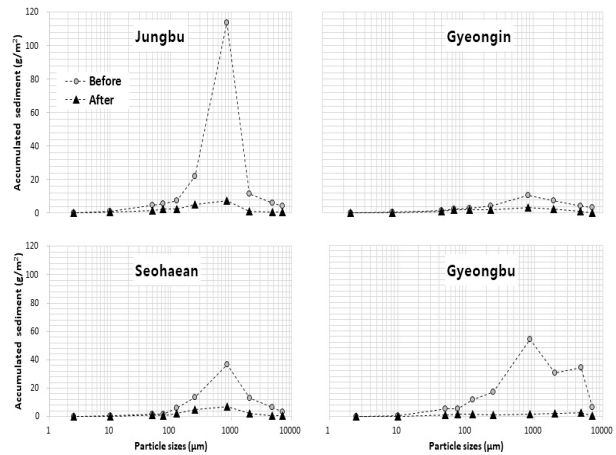 Accumulated sediment (g/m²)
120
100
80
60
40
20
0
Jungbu
Before
After
Gyeongin
Accumulated sediment (g/m²)
120
100
80
60
40
20
0
Seohaean
Gyeongbu
1 10 100 1000 10000
1 10 100 1000 10000
Particle sizes (µm)
Particle sizes (µm)